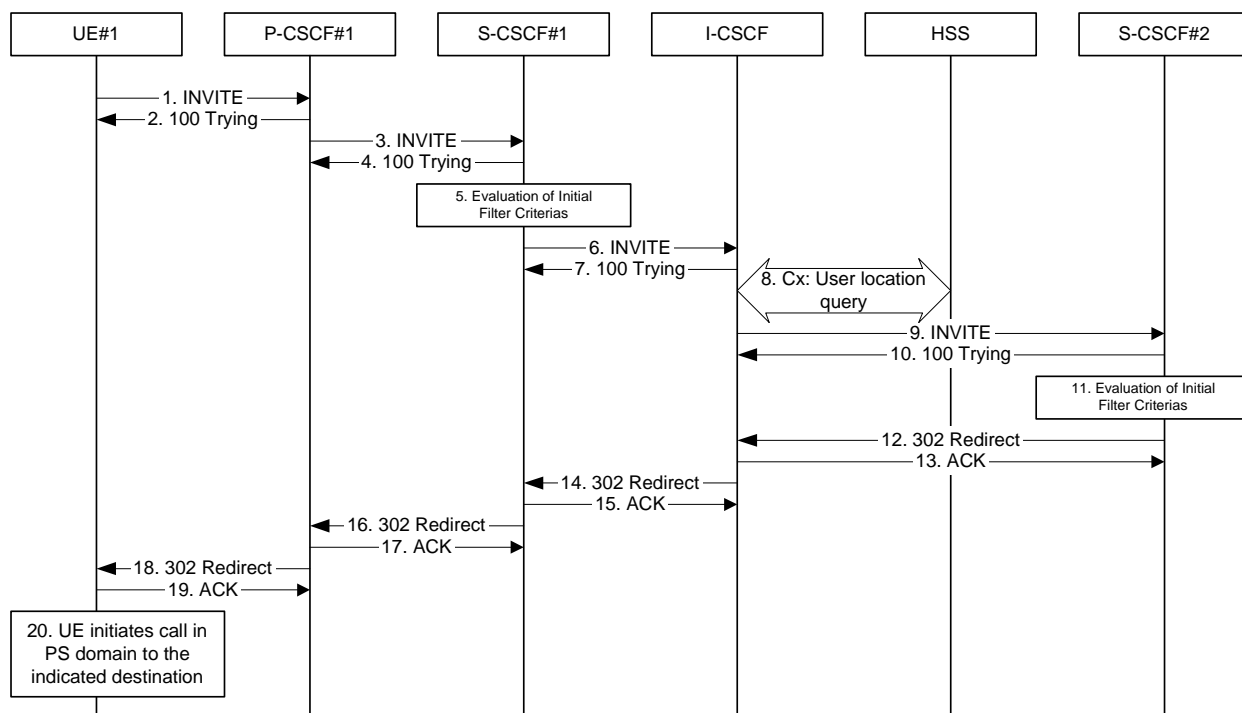 UE#1
P-CSCF#1
S-CSCF#1
I-CSCF
HSS
S-CSCF#2
1. INVITE
2. 100 Trying
3. INVITE
4. 100 Trying
5. Evaluation of Initial
Filter Criterias
6. INVITE
7. 100 Trying
8. Cx: User location
query
9. INVITE
10. 100 Trying
11. Evaluation of Initial
Filter Criterias
12. 302 Redirect
13. ACK
14. 302 Redirect
15. ACK
16. 302 Redirect
17. ACK
18. 302 Redirect
19. ACK
20. UE initiates call in
PS domain to the
indicated destination